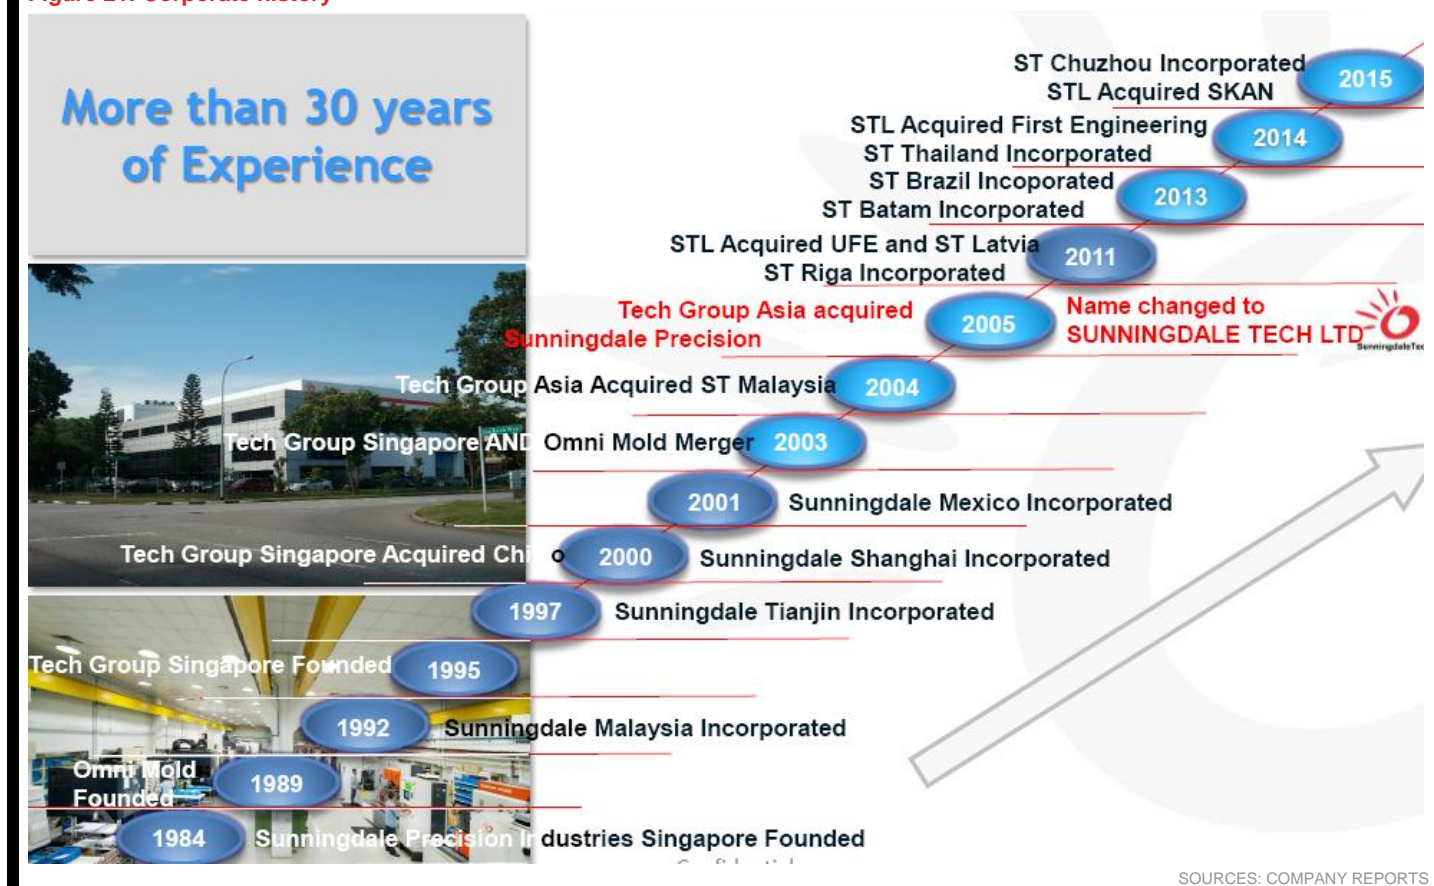 More than 30 years
of Experience
ST Chuzhou Incorporated
STL Acquired SKAN
2015
STL Acquired First Engineering
ST Thailand Incorporated
2014
ST Brazil Incoporated
ST Batam Incorporated
2013
STL Acquired UFE and ST Latvia
ST Riga Incorporated
2011
Tech Group Asia acquired
Sunningdale Precision
2005
Name changed to
SUNNINGDALE TECH LTD
SunningdaleTec
Tech Group Asia Acquired ST Malaysia
2004
Tech Group Singapore AND Omni Mold Merger
2003
2001
Sunningdale Mexico Incorporated
Tech Group Singapore Acquired
2000
Sunningdale Shanghai Incorporated
1997
Sunningdale Tianjin Incorporated
Tech Group Singapore Founded
1995
1992
Sunningdale Malaysia Incorporated
Omni Mold
Founded
1989
1984
Sunningdale Precision Industries Singapore Founded
SOURCES: COMPANY REPORTS